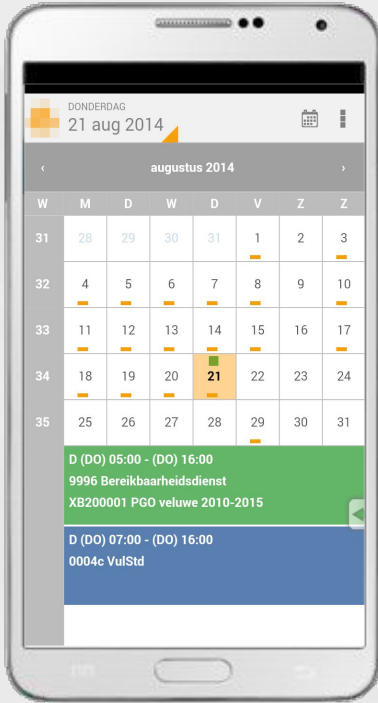 DONDERDAG
21 aug 2014
‹ augustus 2014 ›
W M D W D V Z Z
31 28 29 30 31 1 2 3
32 4 5 6 7 8 9 10
33 11 12 13 14 15 16 17
34 18 19 20 21 22 23 24
35 25 26 27 28 29 30 31
D (DO) 05:00 - (DO) 16:00
9996 Bereikbaarheidsdienst
XB200001 PGO veluwe 2010-2015
D (DO) 07:00 - (DO) 16:00
0004c VulStd